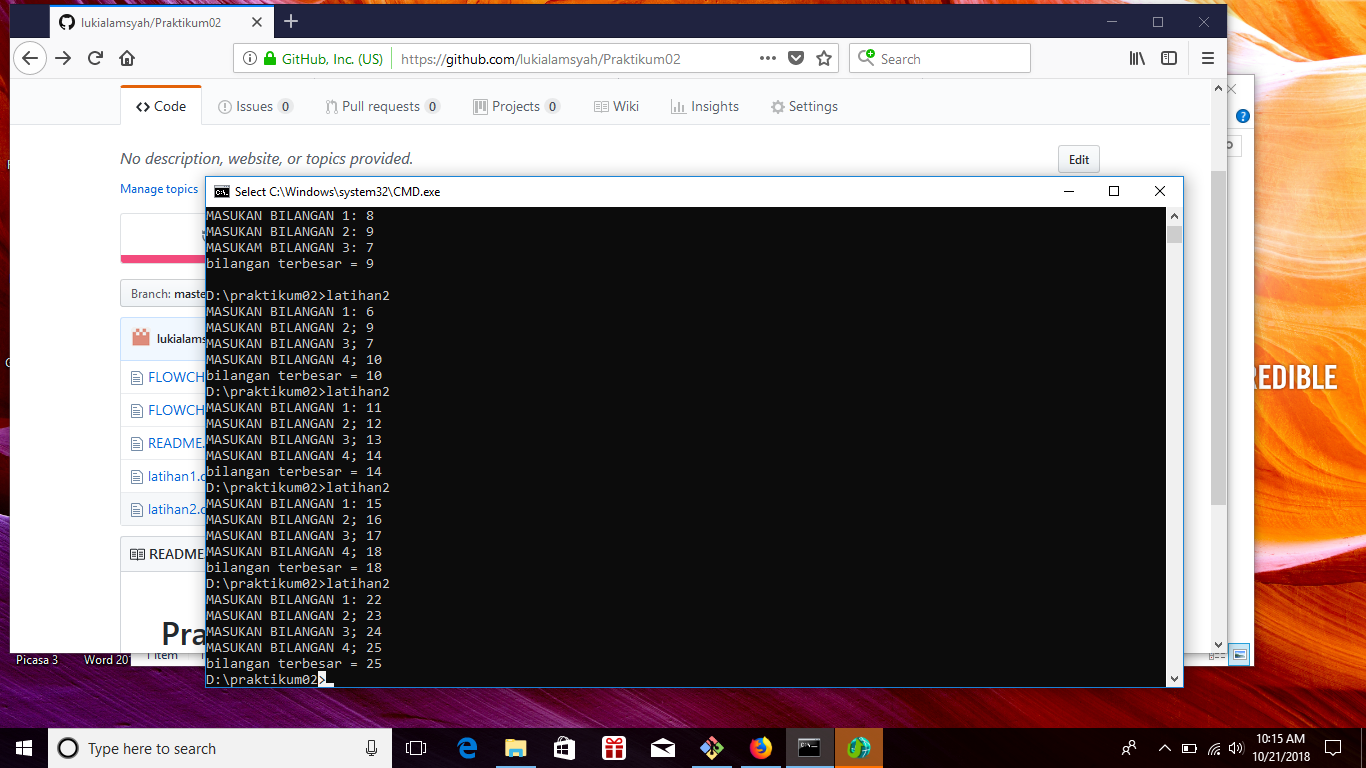 lukialamsyah/Praktikum02
GitHub, Inc. (US)
https://github.com/lukialamsyah/Praktikum02
Search
Code
Issues 0
Pull requests 0
Projects 0
Wiki
Insights
Settings
No description, website, or topics provided.
Edit
Manage topics
Select C:\Windows\system32\CMD.exe
MASUKAN BILANGAN 1: 8
MASUKAN BILANGAN 2: 9
MASUKAM BILANGAN 3: 7
bilangan terbesar = 9
D:\praktikum02>latihan2
MASUKAN BILANGAN 1: 6
MASUKAN BILANGAN 2; 9
MASUKAN BILANGAN 3; 7
MASUKAN BILANGAN 4; 10
bilangan terbesar = 10
D:\praktikum02>latihan2
MASUKAN BILANGAN 1: 11
MASUKAN BILANGAN 2; 12
MASUKAN BILANGAN 3; 13
MASUKAN BILANGAN 4; 14
bilangan terbesar = 14
D:\praktikum02>latihan2
MASUKAN BILANGAN 1: 15
MASUKAN BILANGAN 2; 16
MASUKAN BILANGAN 3; 17
MASUKAN BILANGAN 4; 18
bilangan terbesar = 18
D:\praktikum02>latihan2
MASUKAN BILANGAN 1: 22
MASUKAN BILANGAN 2; 23
MASUKAN BILANGAN 3; 24
MASUKAN BILANGAN 4; 25
bilangan terbesar = 25
D:\praktikum02>
Branch: maste
lukialams
FLOWCH
FLOWCH
README.
latihan1.c
latihan2.c
README
Pra
REDIBLE
Picasa 3
Word 201
1 item
Type here to search
10:15 AM
10/21/2018